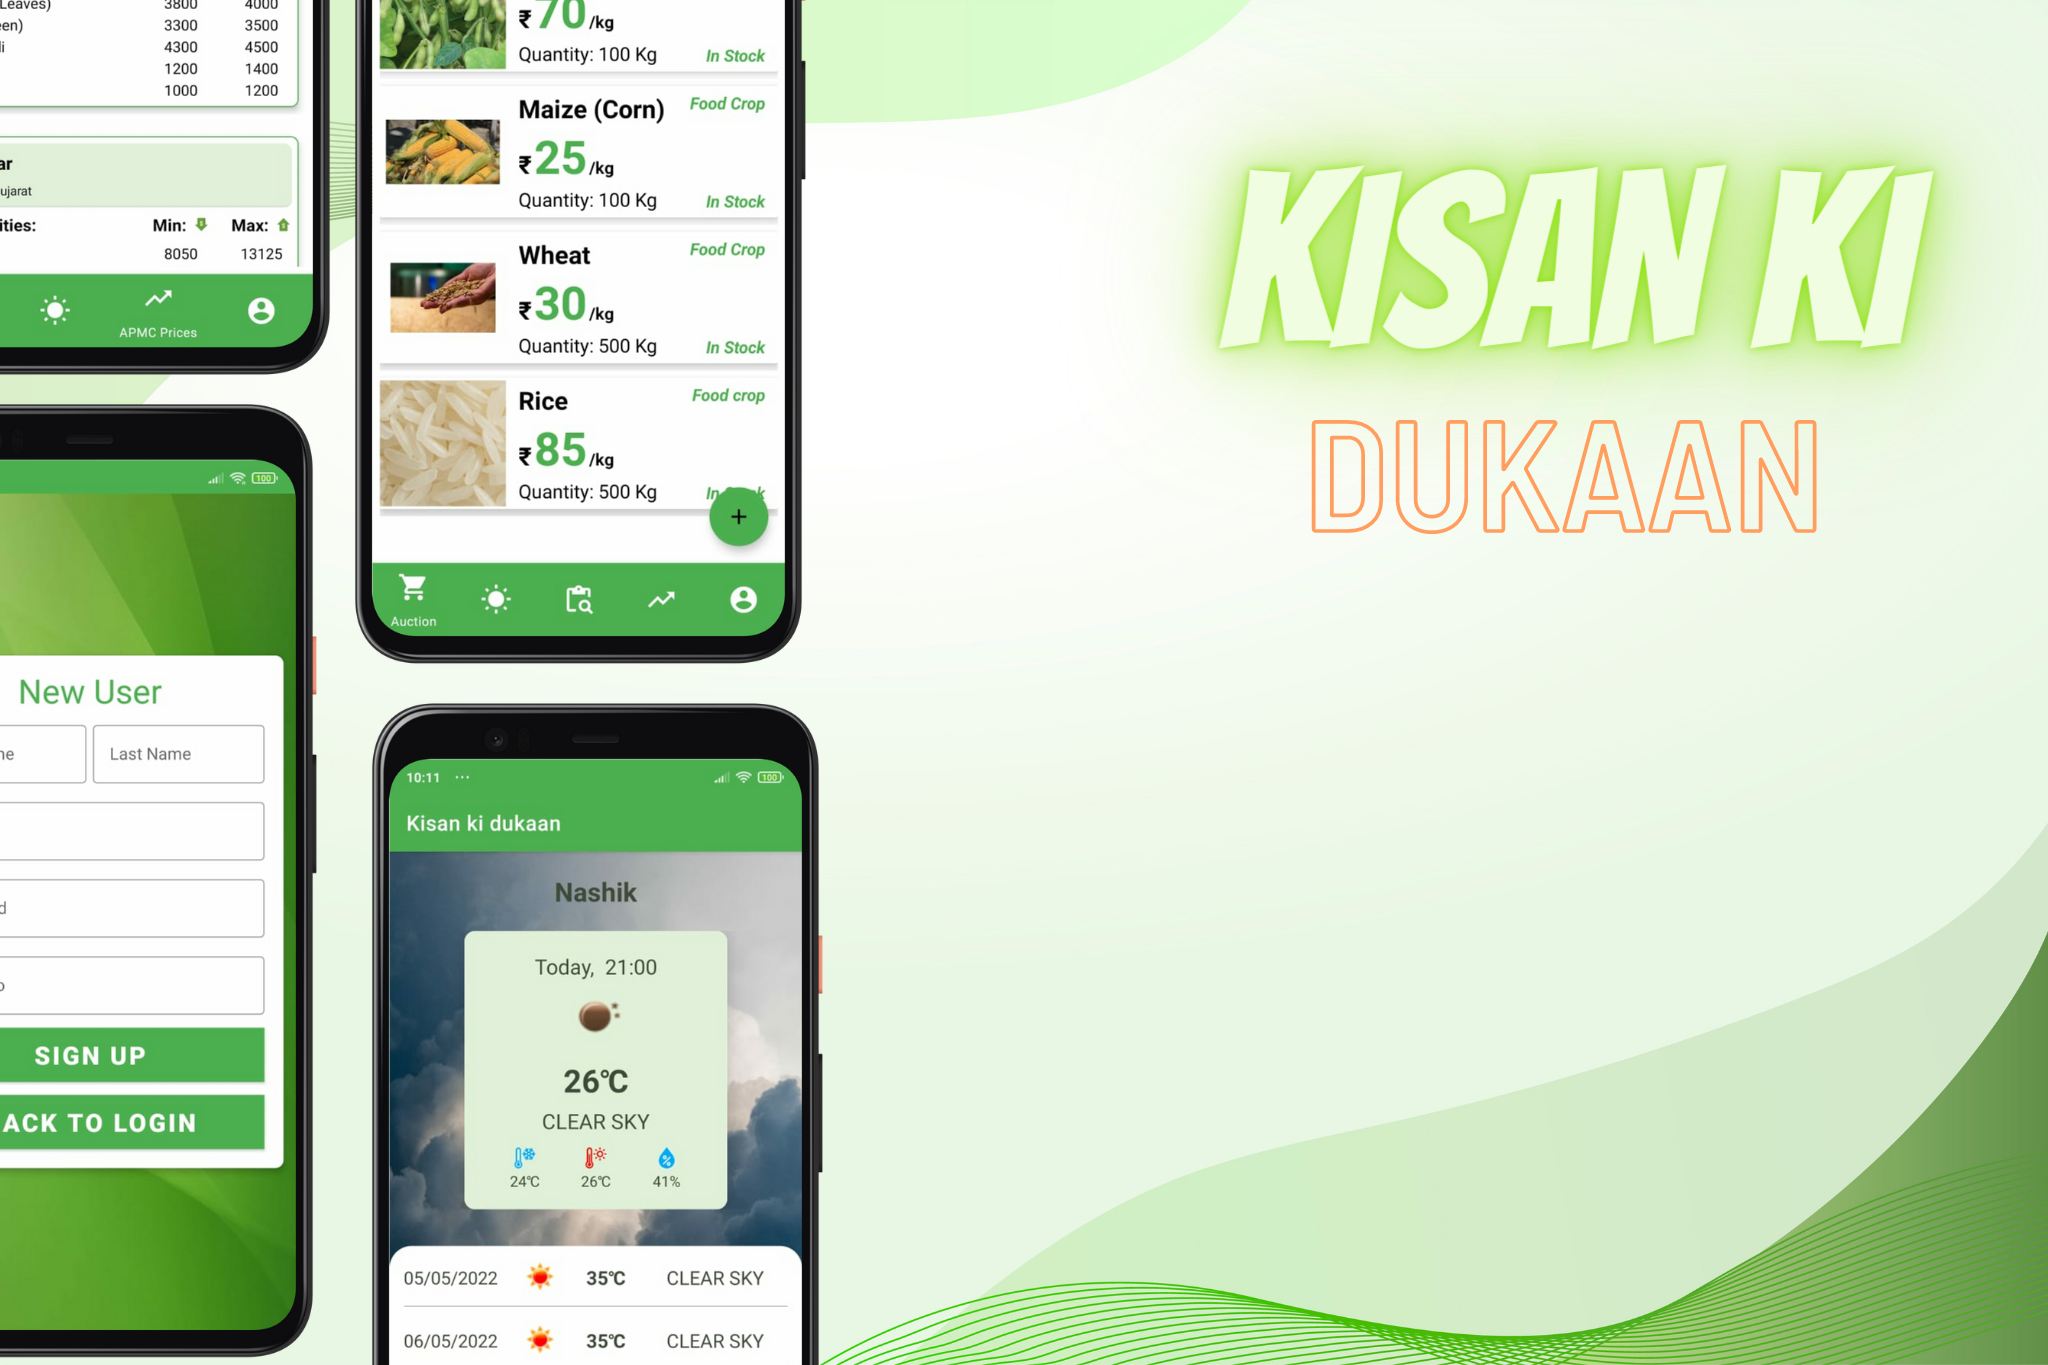 Leaves) 3800 4000
een) 3300 3500
li 4300 4500
1200 1400
1000 1200
ar
ujarat
ities: Min: Max:
8050 13125
APMC Prices
₹70/kg
Quantity: 100 Kg In Stock
Maize (Corn) Food Crop
₹25/kg
Quantity: 100 Kg In Stock
Wheat Food Crop
₹30/kg
Quantity: 500 Kg In Stock
Rice Food crop
₹85/kg
Quantity: 500 Kg
+
Auction
100
New User
ne Last Name
d
o
SIGN UP
ACK TO LOGIN
10:11 ... 100
Kisan ki dukaan
Nashik
Today, 21:00
26°C
CLEAR SKY
24°C 26°C 41%
05/05/2022 35°C CLEAR SKY
06/05/2022 35°C CLEAR SKY
KISAN KI
DUKAAN